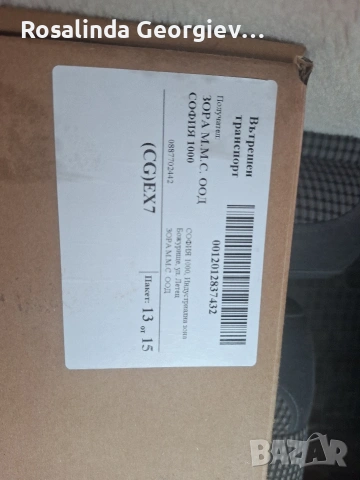 Rosalinda Georgiev...
Вътрешен
транспорт
0012012837432
Получател:
ЗОРА М.М.С. ООД
СОФИЯ 1000
0887702442
СОФИЯ 1000, Индустриална зона
Божурище, ул. Летец
ЗОРА М.М.С. ООД
(CG)EX7
Пакет: 13 от 15
BAZAR